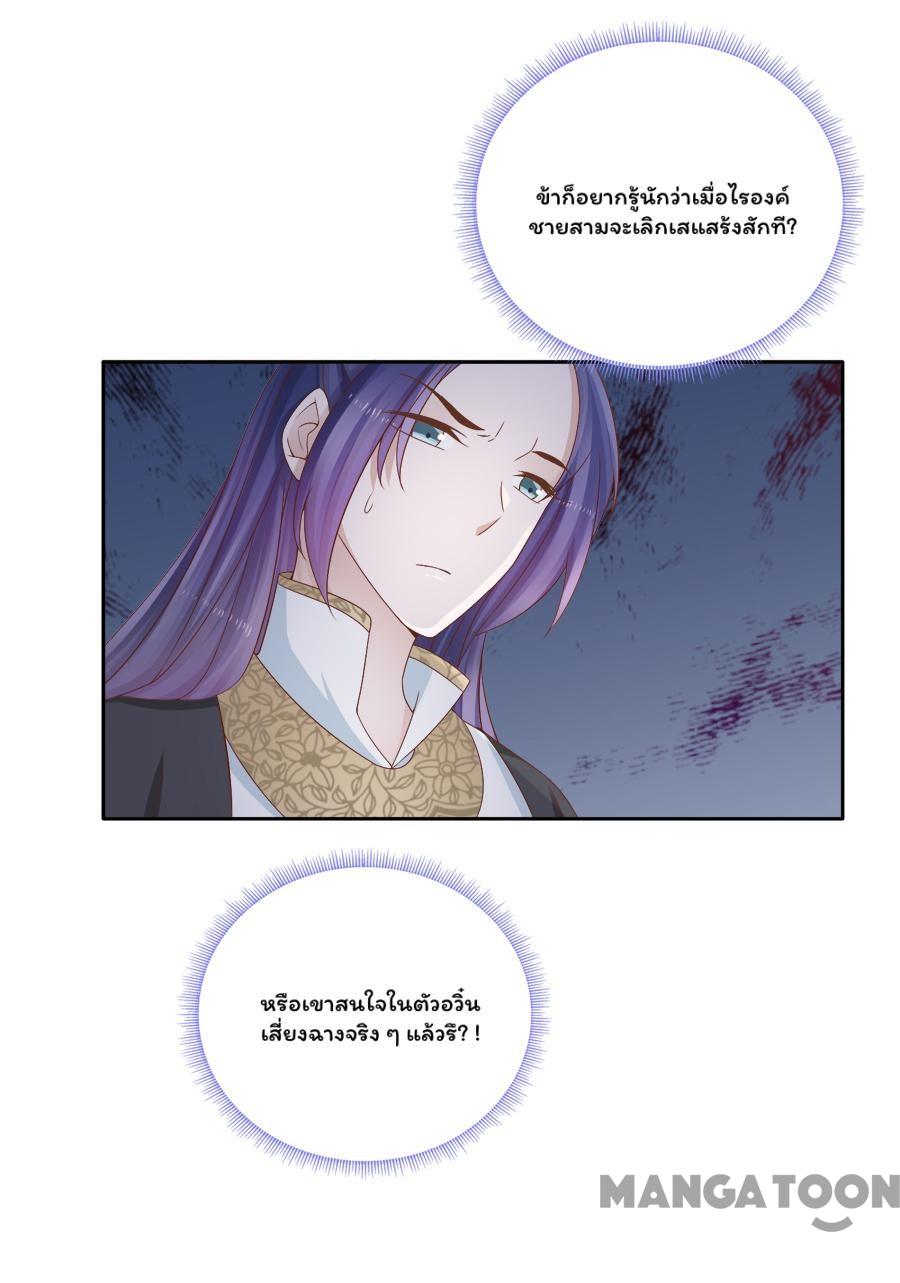 ข้าก็อยากรู้นักว่าเมื่อไรองค์
ชายสามจะเลิกเสแสร้งสักที?
หรือเขาสนใจในตัวอวิ๋น
เสี่ยงฉางจริง ๆ แล้วรึ? !
MANGATOON